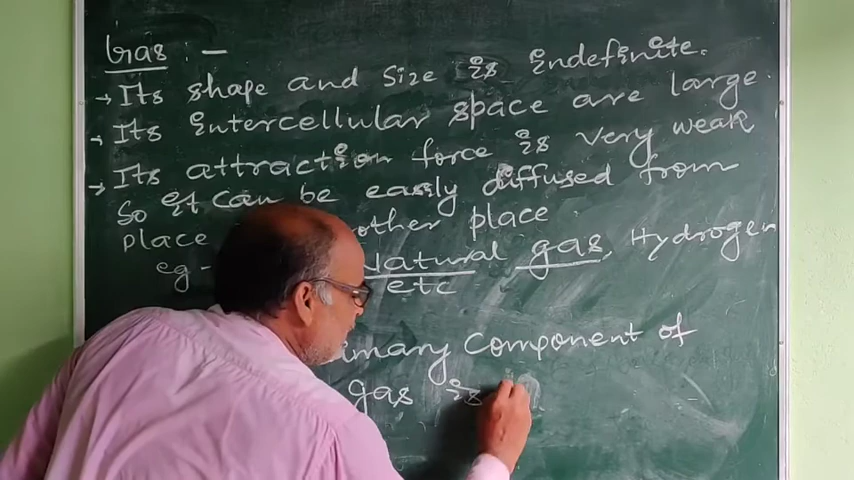 Gas : —
→ Its shape and size is indefinite.
→ Its intercellular space are large.
→ Its attraction force is very weak
So it can be easily diffused from
place other place
eg - Natural gas, Hydrogen
etc
Component of
gas is